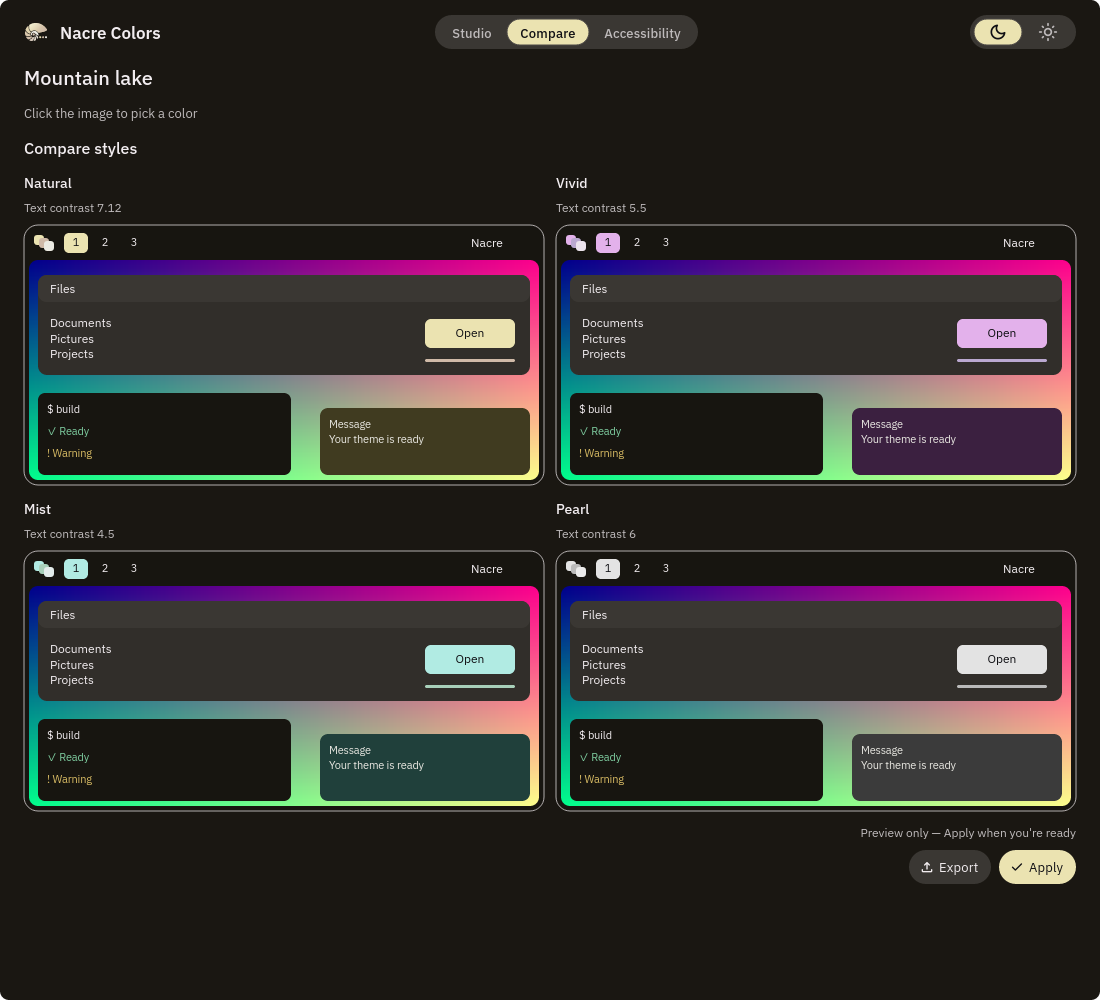 Nacre Colors
Studio
Compare
Accessibility
Mountain lake
Click the image to pick a color
Compare styles
Natural
Text contrast 7.12
1 2 3
Nacre
Files
Documents
Pictures
Projects
Open
$ build
✓ Ready
! Warning
Message
Your theme is ready
Vivid
Text contrast 5.5
1 2 3
Nacre
Files
Documents
Pictures
Projects
Open
$ build
✓ Ready
! Warning
Message
Your theme is ready
Mist
Text contrast 4.5
1 2 3
Nacre
Files
Documents
Pictures
Projects
Open
$ build
✓ Ready
! Warning
Message
Your theme is ready
Pearl
Text contrast 6
1 2 3
Nacre
Files
Documents
Pictures
Projects
Open
$ build
✓ Ready
! Warning
Message
Your theme is ready
Preview only — Apply when you're ready
Export
Apply